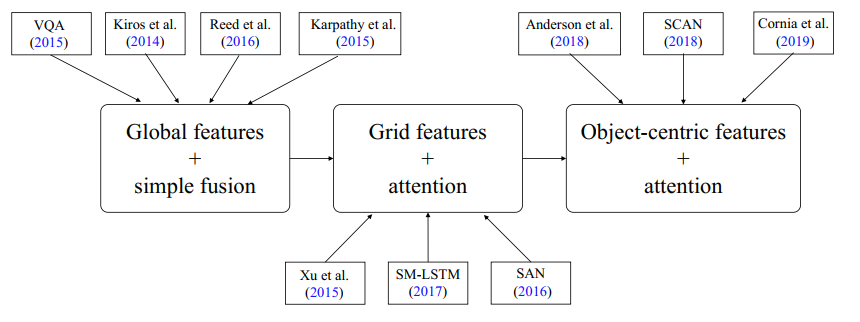 VQA
(2015)
Kiros et al.
(2014)
Reed et al.
(2016)
Karpathy et al.
(2015)
Anderson et al.
(2018)
SCAN
(2018)
Cornia et al.
(2019)
Global features
+
simple fusion
Grid features
+
attention
Object-centric features
+
attention
Xu et al.
(2015)
SM-LSTM
(2017)
SAN
(2016)